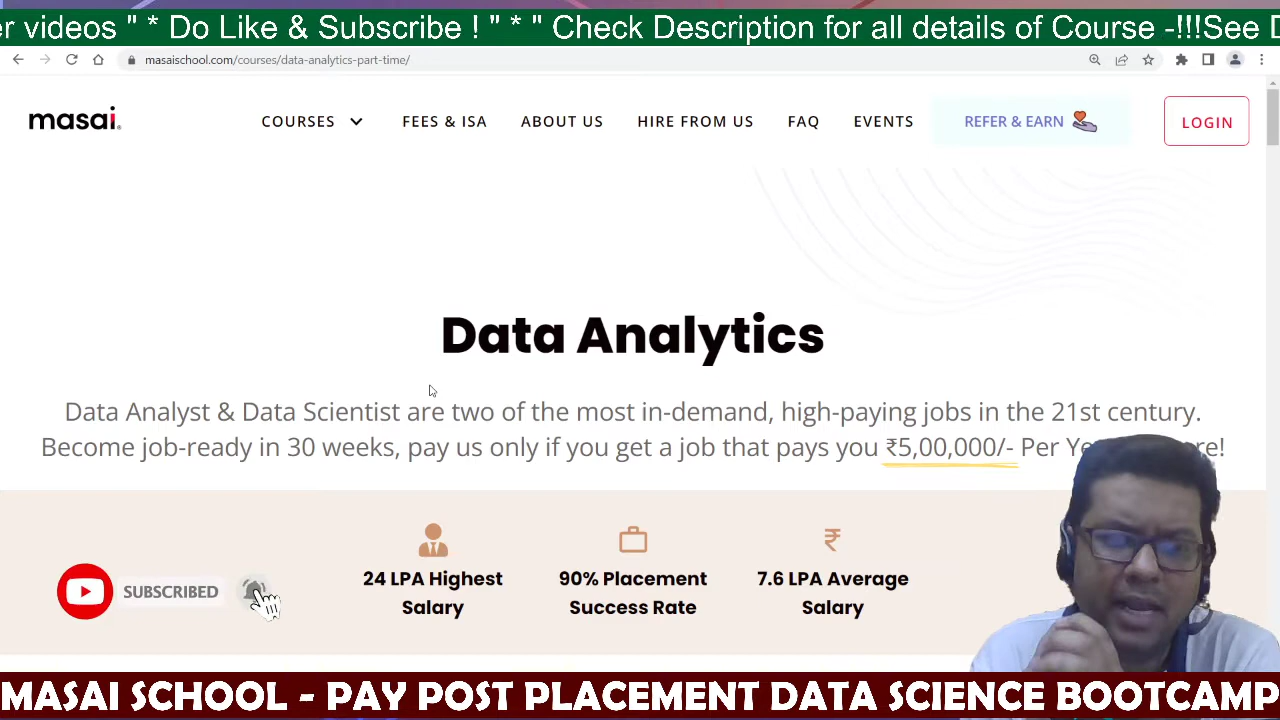 er videos " * Do Like & Subscribe ! " * " Check Description for all details of Course -!!!See D
masaischool.com/courses/data-analytics-part-time/
masai.
COURSES
FEES & ISA
ABOUT US
HIRE FROM US
FAQ
EVENTS
REFER & EARN
LOGIN
Data Analytics
Data Analyst & Data Scientist are two of the most in-demand, high-paying jobs in the 21st century.
Become job-ready in 30 weeks, pay us only if you get a job that pays you ₹5,00,000/- Per
24 LPA Highest
Salary
90% Placement
Success Rate
₹
7.6 LPA Average
Salary
SUBSCRIBED
MASAI SCHOOL - PAY POST PLACEMENT DATA SCIENCE BOOTCAMP